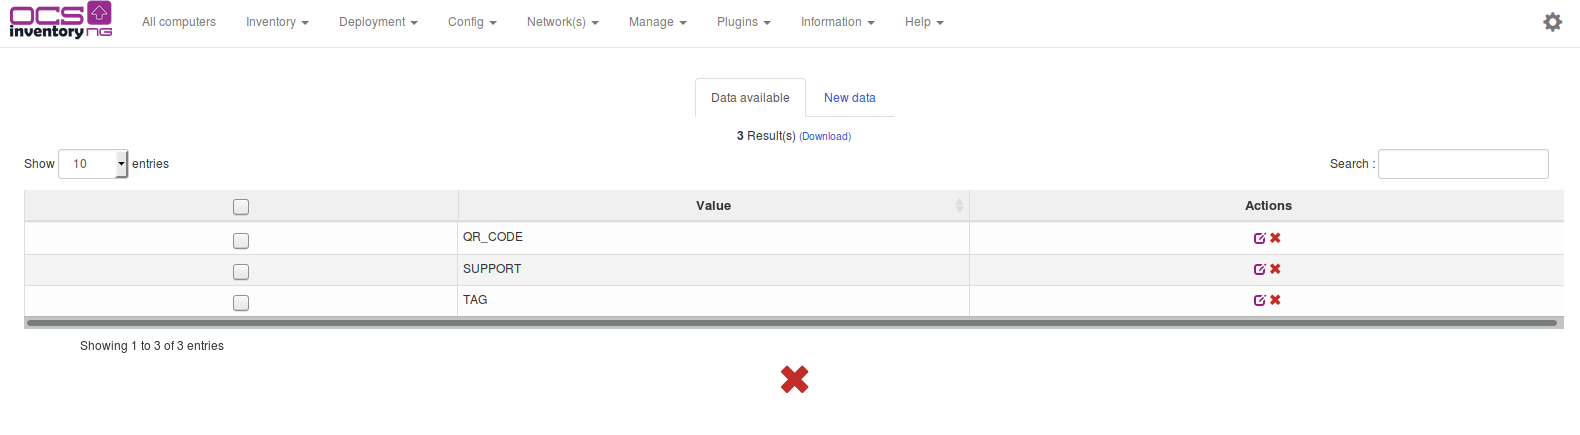 OCS
inventory NG
All computers Inventory Deployment Config Network(s) Manage Plugins Information Help
Data available New data
3 Result(s) (Download)
Show 10 entries Search :
Value Actions
QR_CODE
SUPPORT
TAG
Showing 1 to 3 of 3 entries